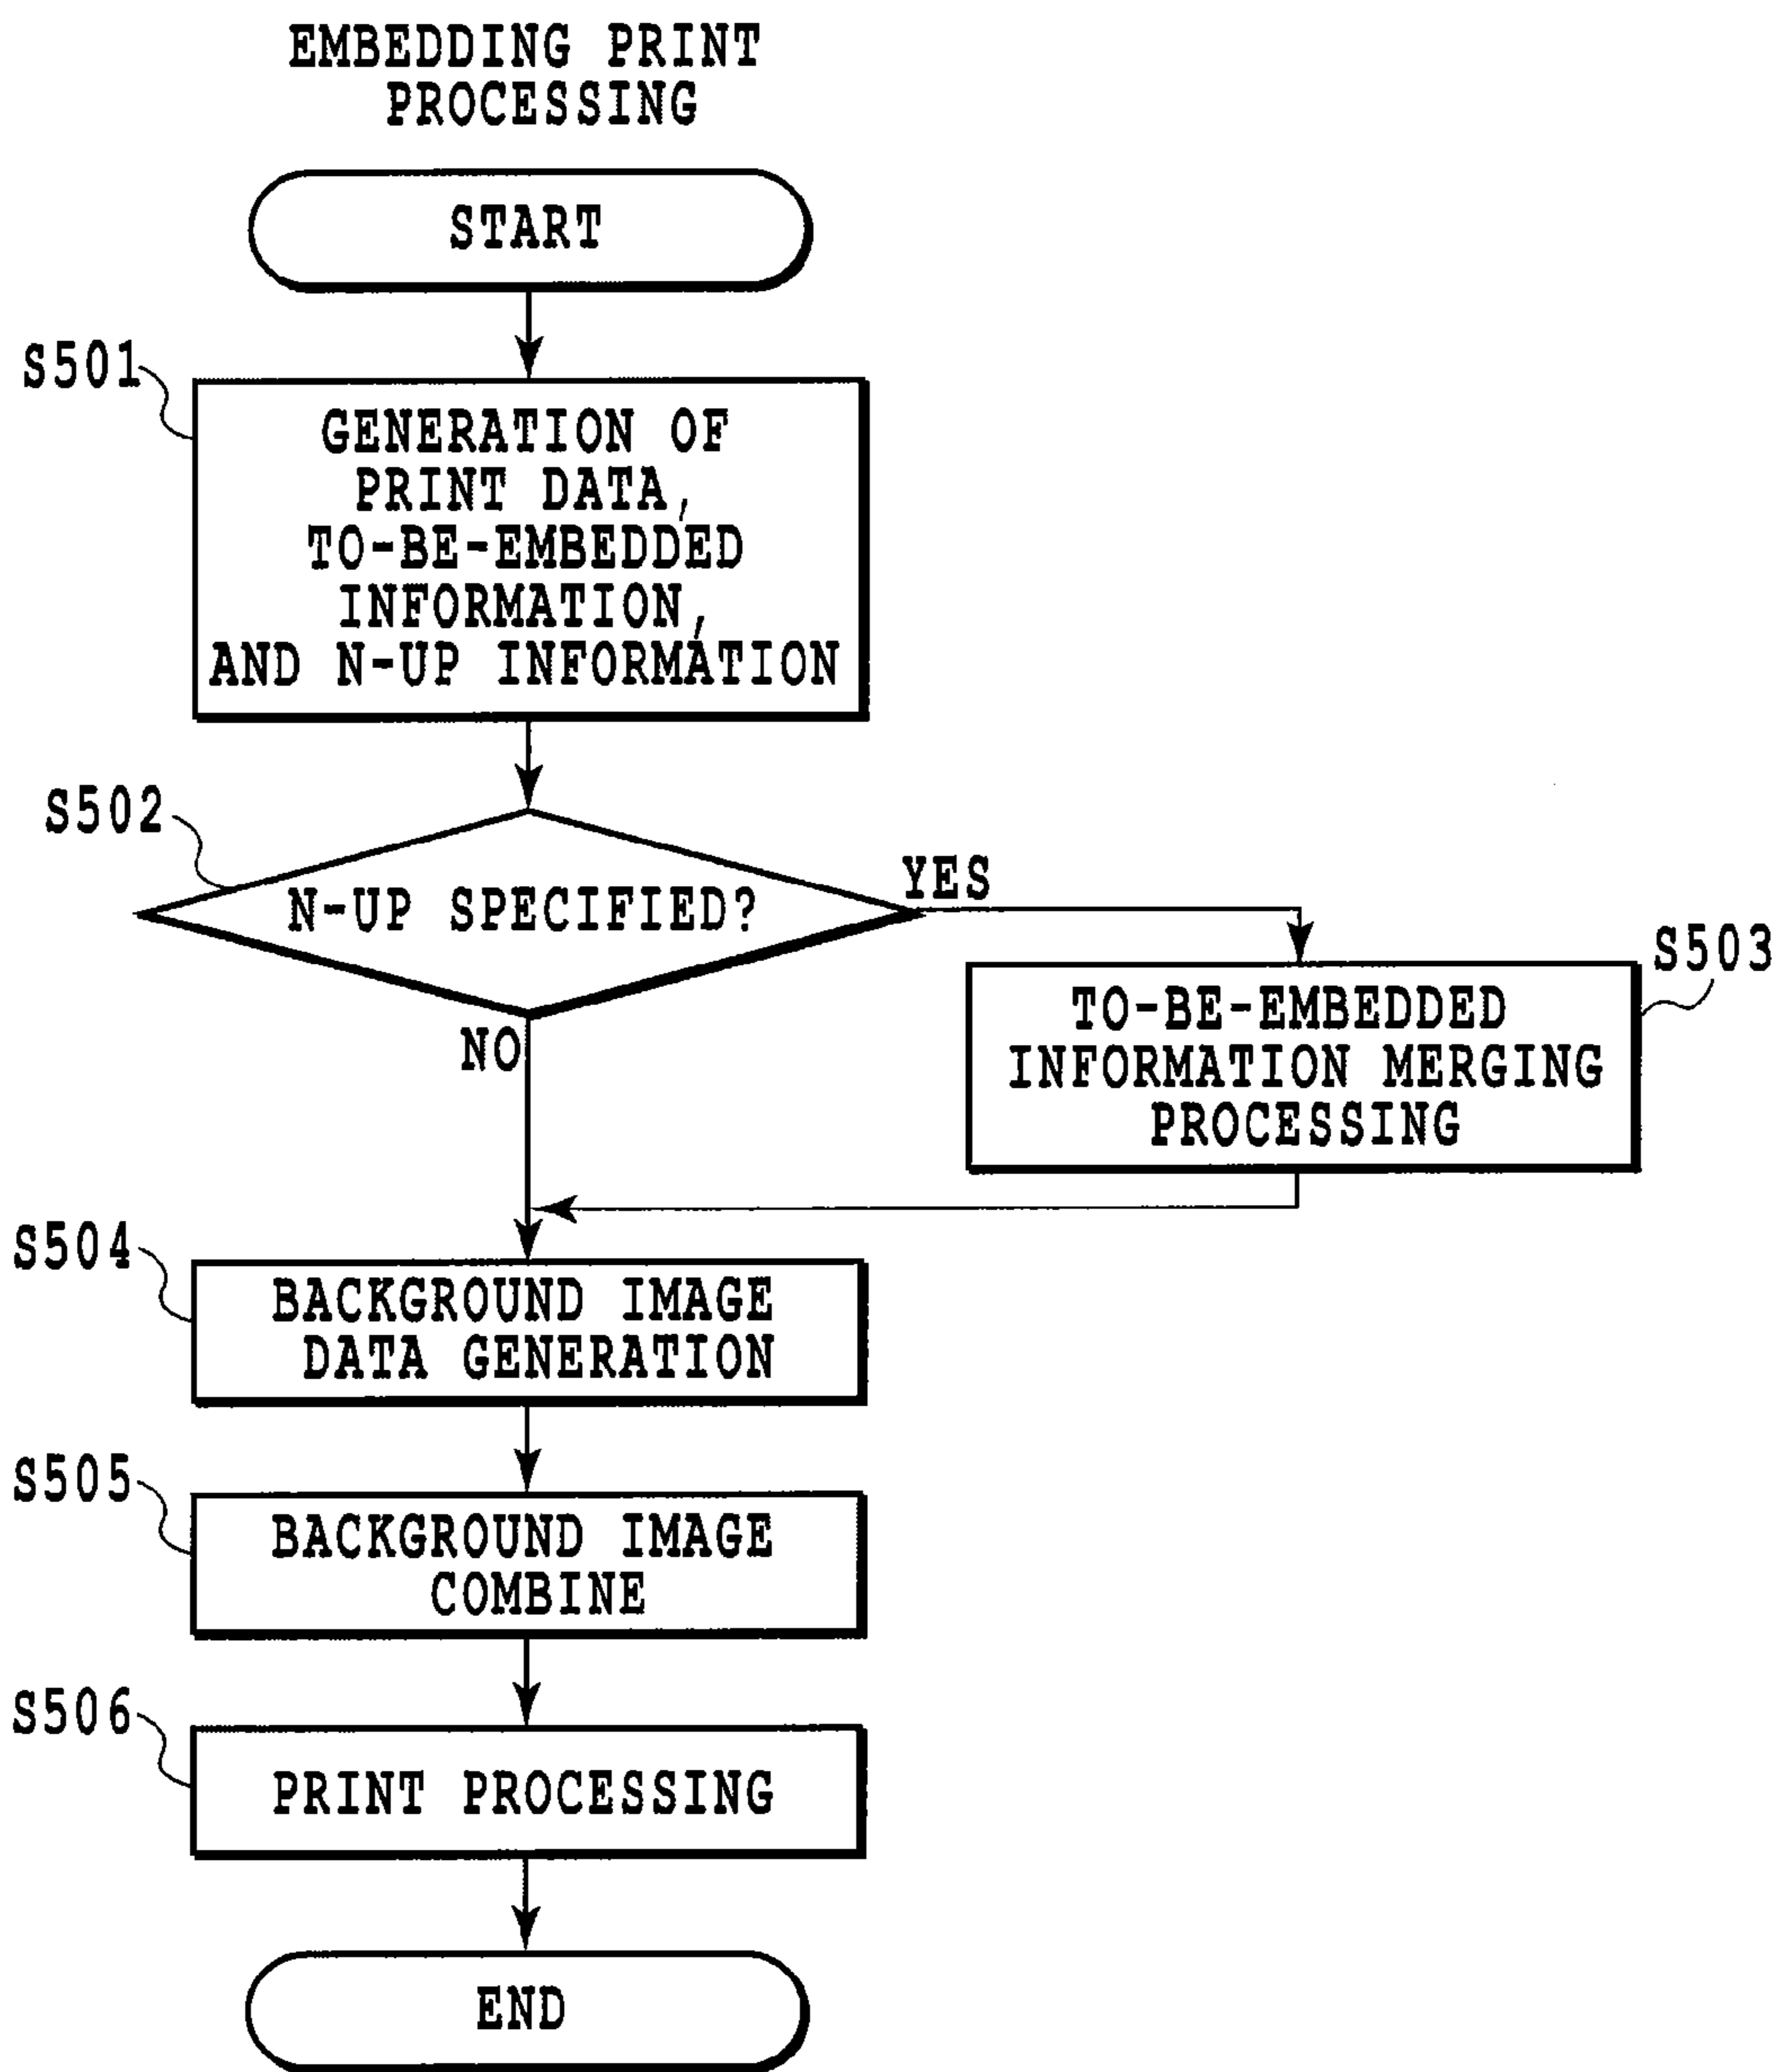 EMBEDDING PRINT
PROCESSING
START
S501
GENERATION OF
PRINT DATA,
TO-BE-EMBEDDED
INFORMATION,
AND N-UP INFORMATION
S502
N-UP SPECIFIED?
YES
NO
S503
TO-BE-EMBEDDED
INFORMATION MERGING
PROCESSING
S504
BACKGROUND IMAGE
DATA GENERATION
S505
BACKGROUND IMAGE
COMBINE
S506
PRINT PROCESSING
END